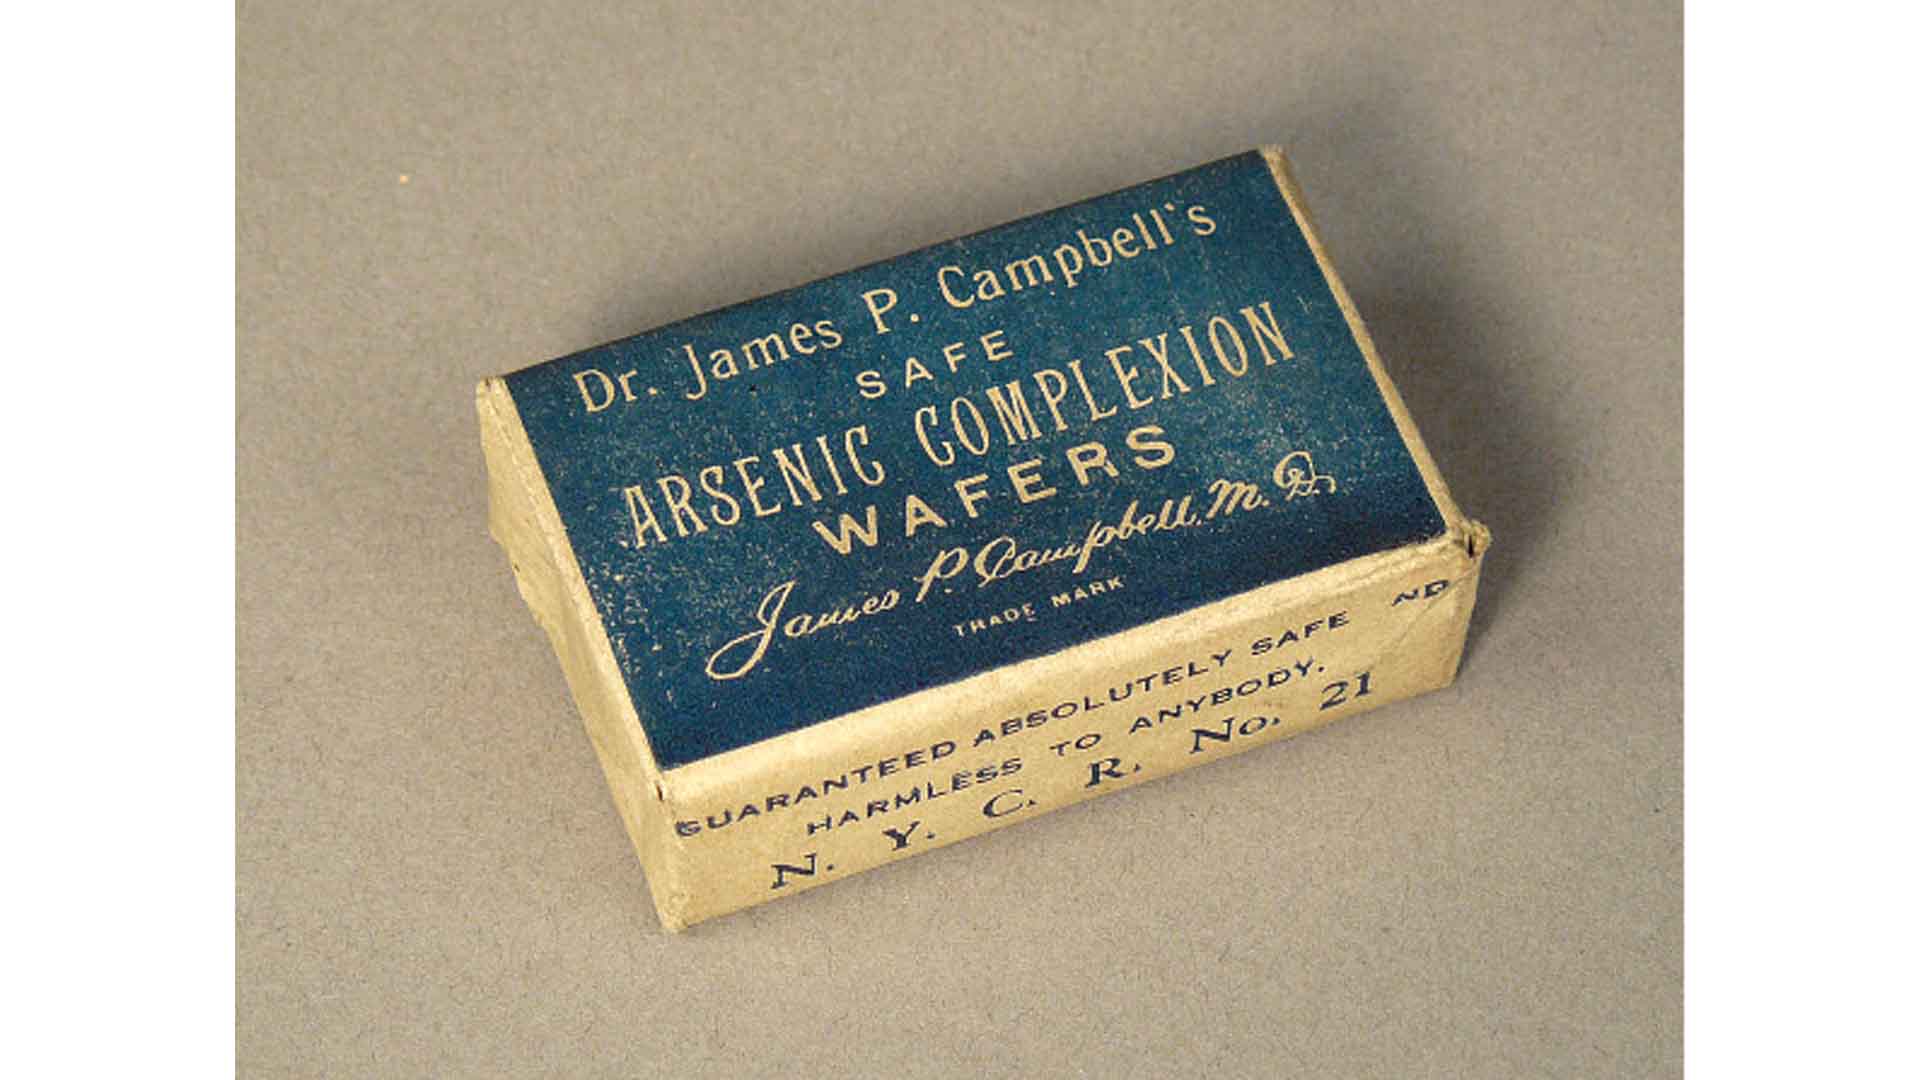 Dr. James P. Campbell's
SAFE
ARSENIC COMPLEXION
WAFERS
James P. Campbell. M. D.
TRADE MARK
GUARANTEED ABSOLUTELY SAFE ND
HARMLESS TO ANYBODY.
N. Y. C. R. No. 21